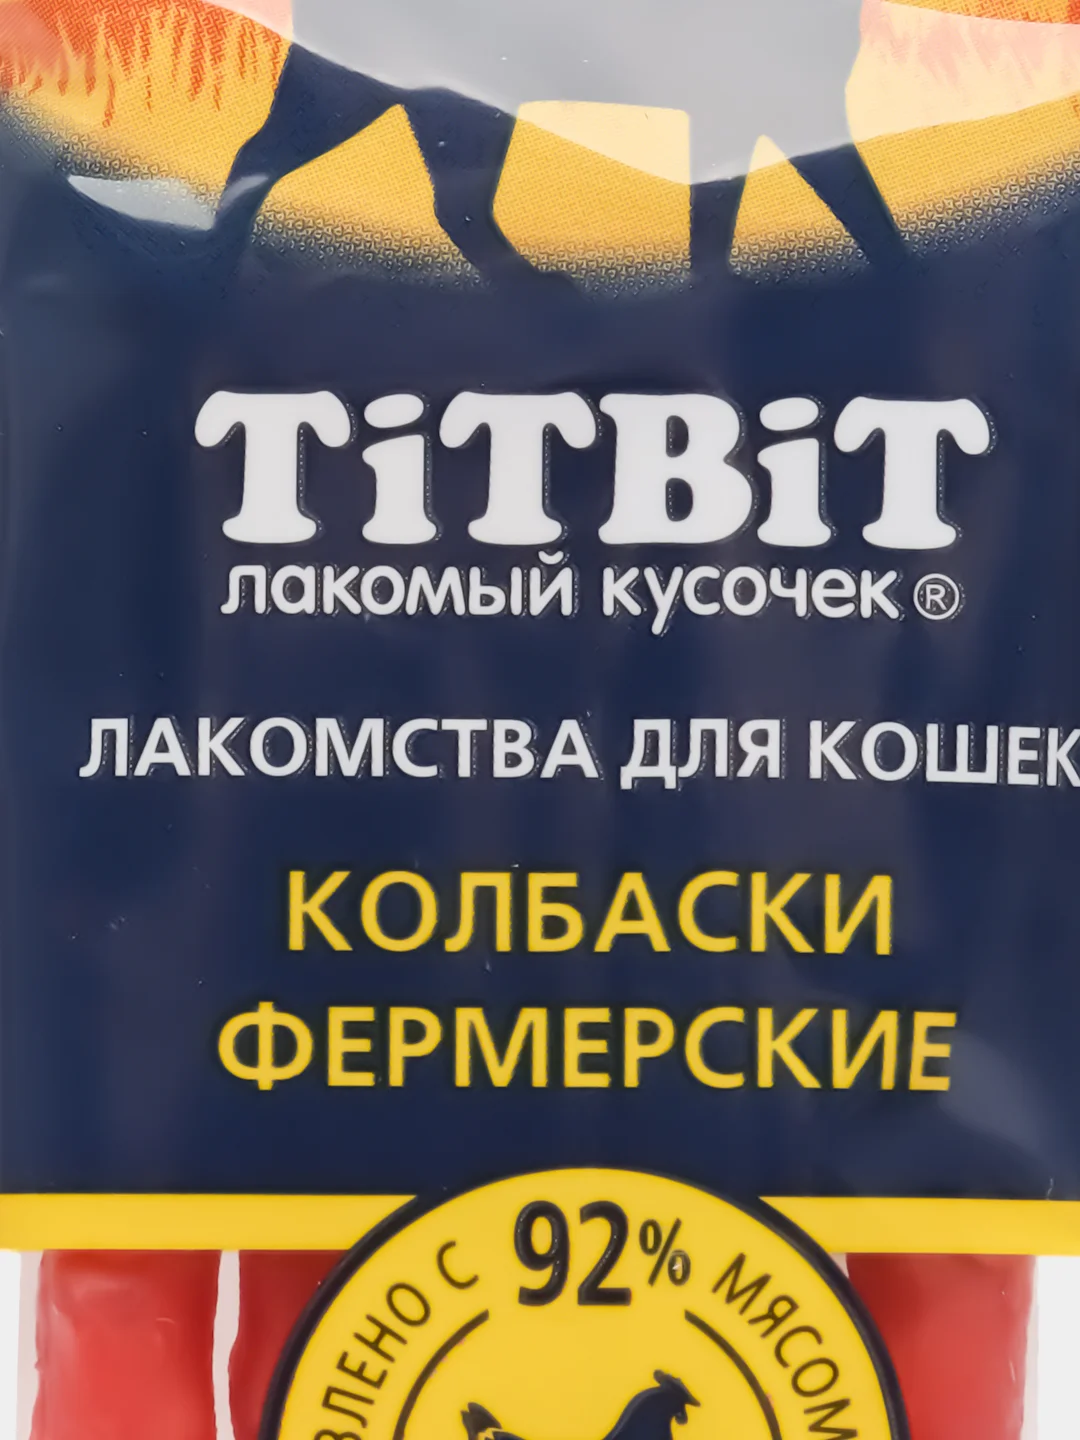 TiTBiT
лакомый кусочек®
ЛАКОМСТВА ДЛЯ КОШЕК
КОЛБАСКИ
ФЕРМЕРСКИЕ
С 92% МЯСОМ